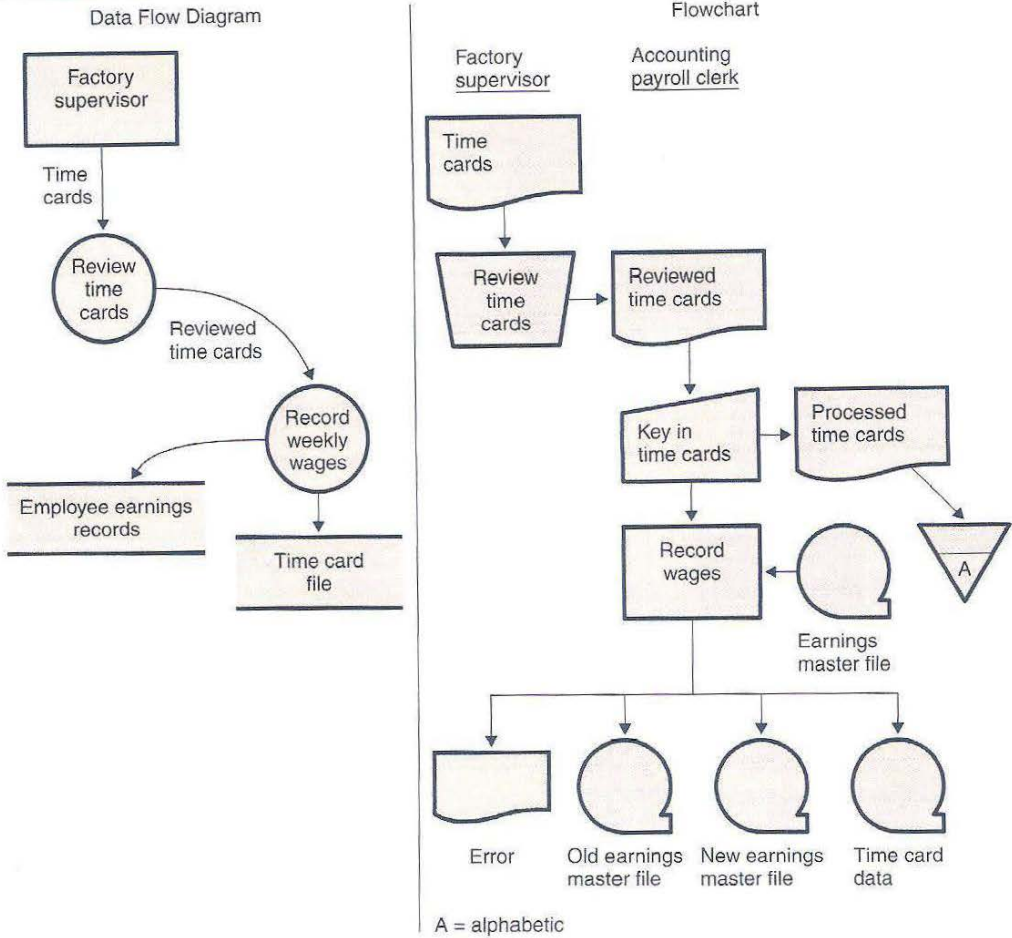 Data Flow Diagram
Factory
supervisor
Time
cards
Review
time
cards
Reviewed
time cards
Record
weekly
wages
Employee earnings
records
Time card
file
Flowchart
Factory
supervisor
Accounting
payroll clerk
Time
cards
Review
time
cards
Reviewed
time cards
Key in
time cards
Processed
time cards
A
Record
wages
Earnings
master file
Error
Old earnings
master file
New earnings
master file
Time card
data
A = alphabetic